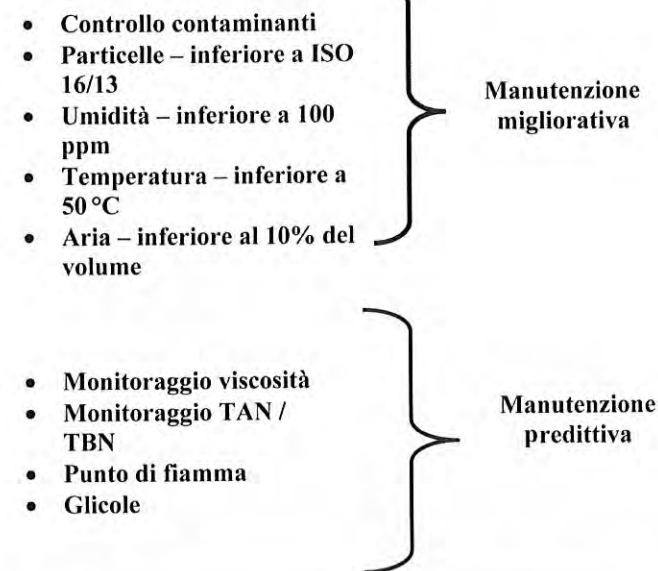 • Controllo contaminanti
• Particelle – inferiore a ISO
16/13
• Umidità – inferiore a 100
ppm
• Temperatura – inferiore a
50 °C
• Aria – inferiore al 10% del
volume
Manutenzione
migliorativa
• Monitoraggio viscosità
• Monitoraggio TAN /
TBN
• Punto di fiamma
• Glicole
Manutenzione
predittiva